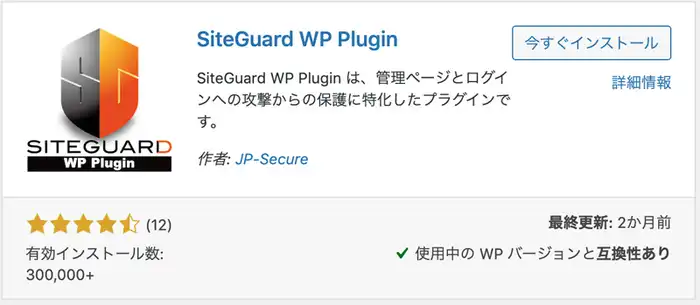 SITEGUARD
WP Plugin
SiteGuard WP Plugin
今すぐインストール
詳細情報
SiteGuard WP Plugin は、管理ページとログイ
ンへの攻撃からの保護に特化したプラグインで
す。
作者: JP-Secure
(12)
有効インストール数:
300,000+
最終更新: 2か月前
使用中の WP バージョンと互換性あり